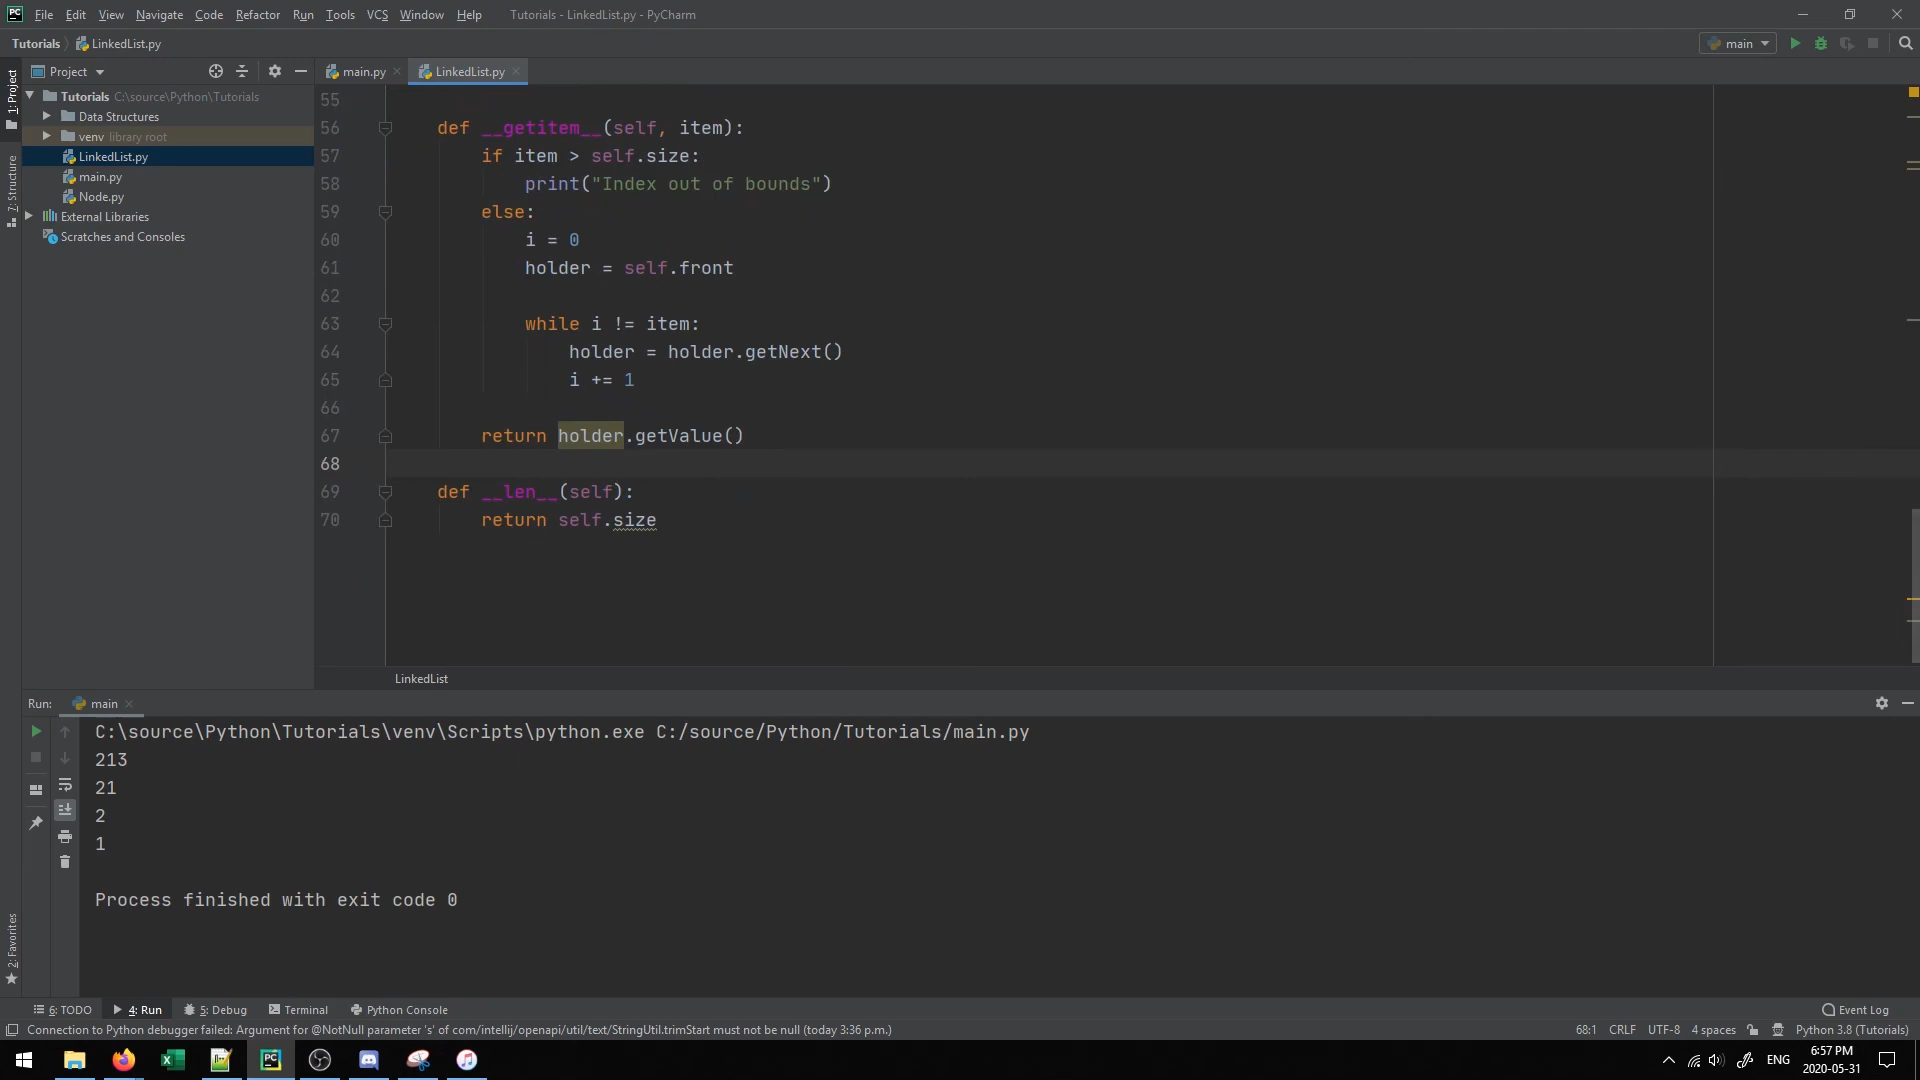 PC File Edit View Navigate Code Refactor Run Tools VCS Window Help Tutorials - LinkedList.py - PyCharm
Tutorials LinkedList.py main
1: Project
Project
main.py LinkedList.py
Tutorials C:\source\Python\Tutorials
Data Structures
venv library root
LinkedList.py
main.py
Node.py
External Libraries
Scratches and Consoles
7: Structure
55
56 def __getitem__(self, item):
57 if item > self.size:
58 print("Index out of bounds")
59 else:
60 i = 0
61 holder = self.front
62
63 while i != item:
64 holder = holder.getNext()
65 i += 1
66
67 return holder.getValue()
68
69 def __len__(self):
70 return self.size
LinkedList
Run: main
C:\source\Python\Tutorials\venv\Scripts\python.exe C:/source/Python/Tutorials/main.py
213
21
2
1
Process finished with exit code 0
2: Favorites
6: TODO 4: Run 5: Debug Terminal Python Console Event Log
Connection to Python debugger failed: Argument for @NotNull parameter 's' of com/intellij/openapi/util/text/StringUtil.trimStart must not be null (today 3:36 p.m.) 68:1 CRLF UTF-8 4 spaces Python 3.8 (Tutorials)
PC ENG 6:57 PM
2020-05-31